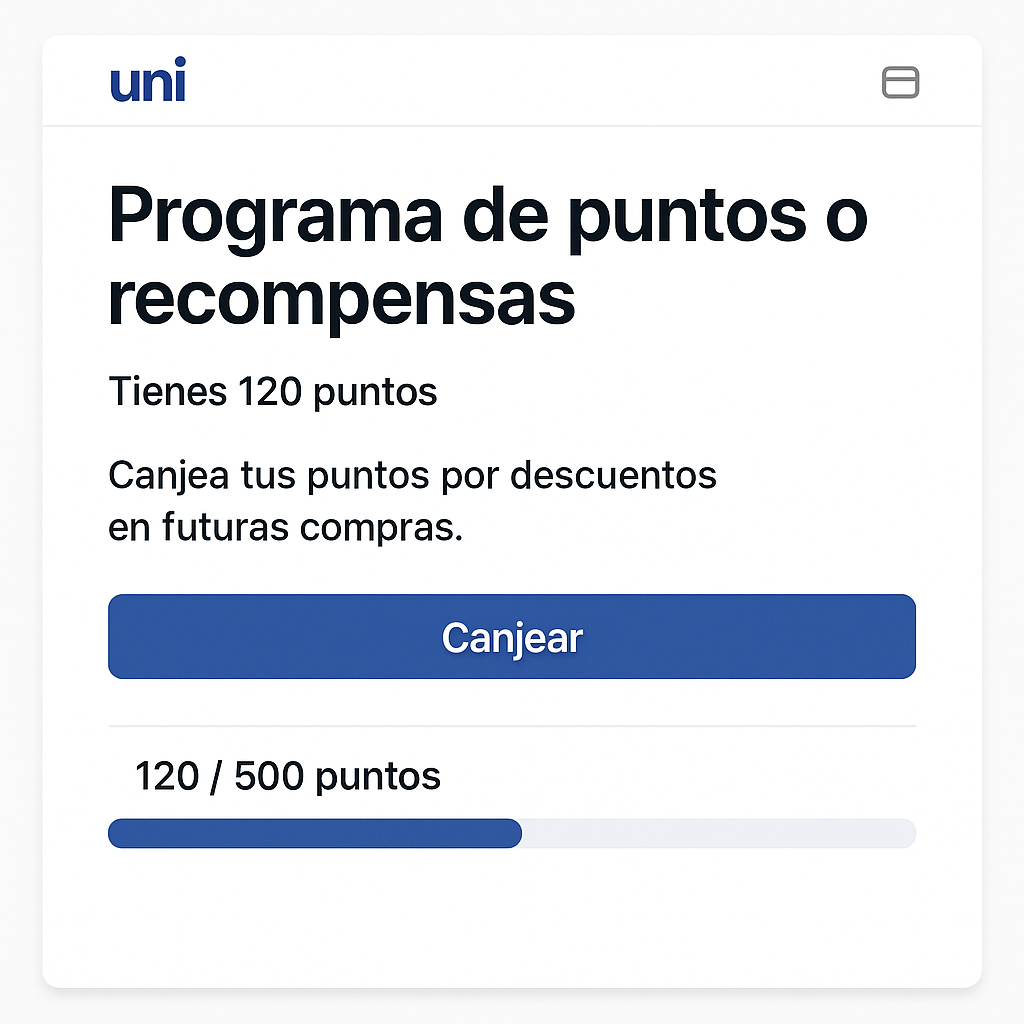 uni
Programa de puntos o
recompensas
Tienes 120 puntos
Canjea tus puntos por descuentos
en futuras compras.
Canjear
120 / 500 puntos